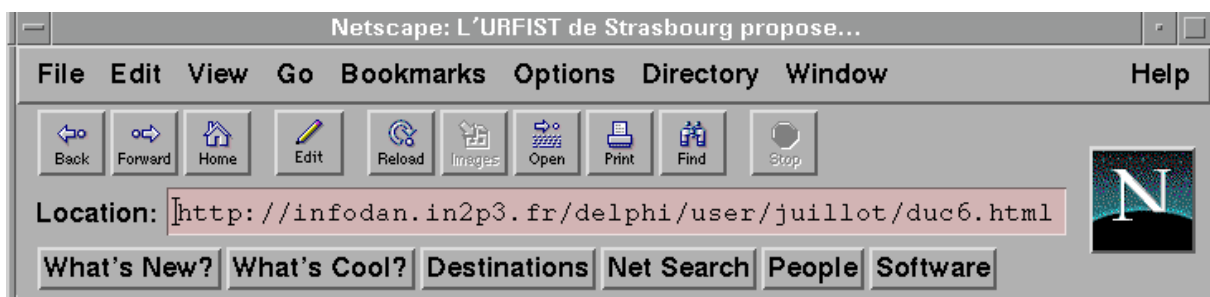 Netscape: L'URFIST de Strasbourg propose...
File Edit View Go Bookmarks Options Directory Window Help
Back Forward Home Edit Reload Images Open Print Find Stop
N
Location: http://infodan.in2p3.fr/delphi/user/juillot/duc6.html
What's New? What's Cool? Destinations Net Search People Software